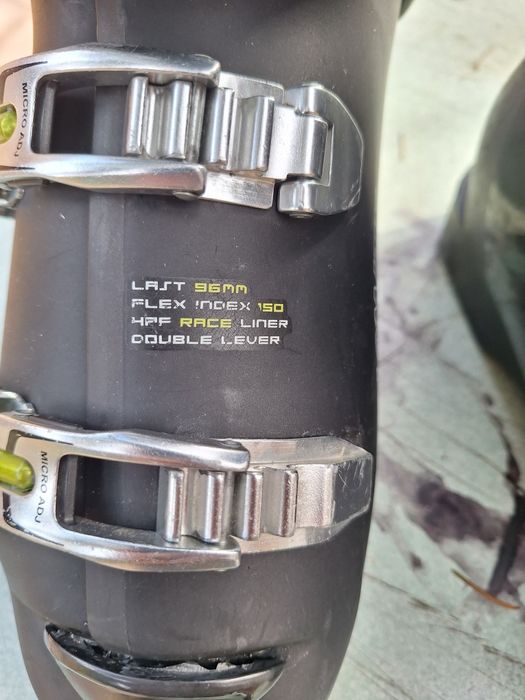 MICRO ADJ
LAST 96MM
FLEX INDEX 150
HPF RACE LINER
DOUBLE LEVER
MICRO ADJ